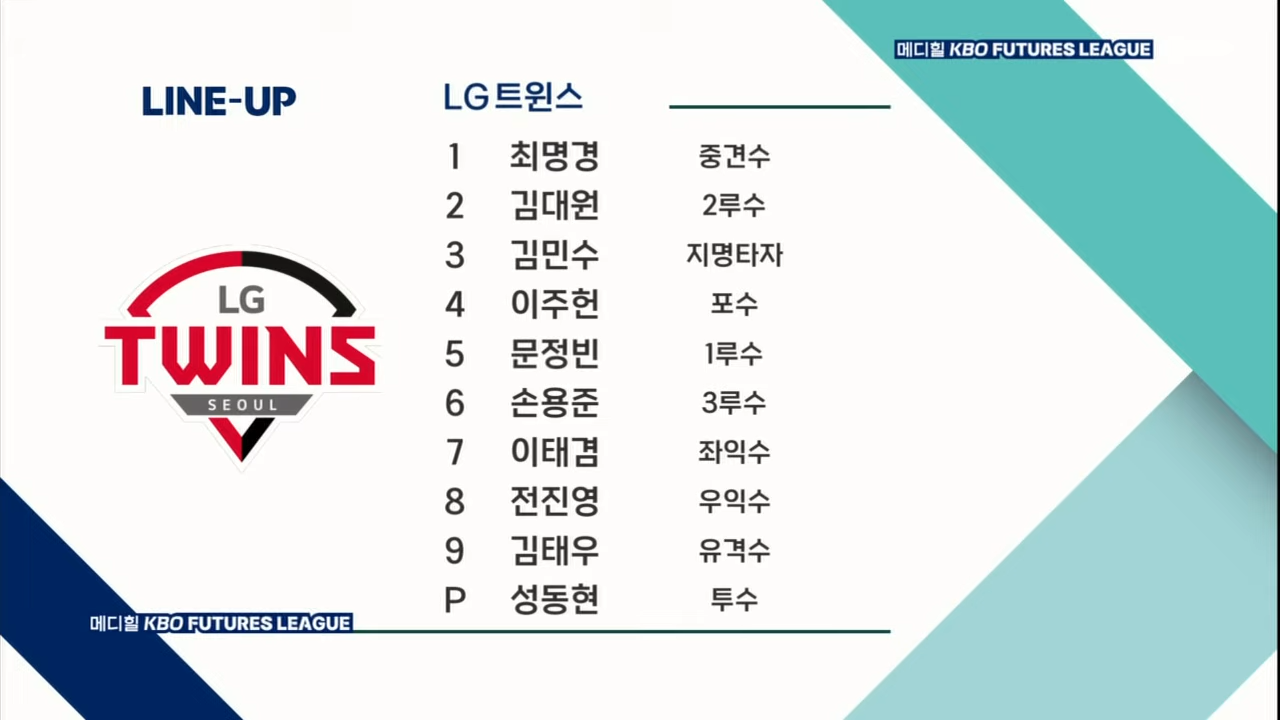 메디힐 KBO FUTURES LEAGUE
LINE-UP
LG트윈스
1 최명경 중견수
2 김대원 2루수
3 김민수 지명타자
4 이주헌 포수
5 문정빈 1루수
6 손용준 3루수
7 이태겸 좌익수
8 전진영 우익수
9 김태우 유격수
P 성동현 투수
LG
TWINS
SEOUL
메디힐 KBO FUTURES LEAGUE